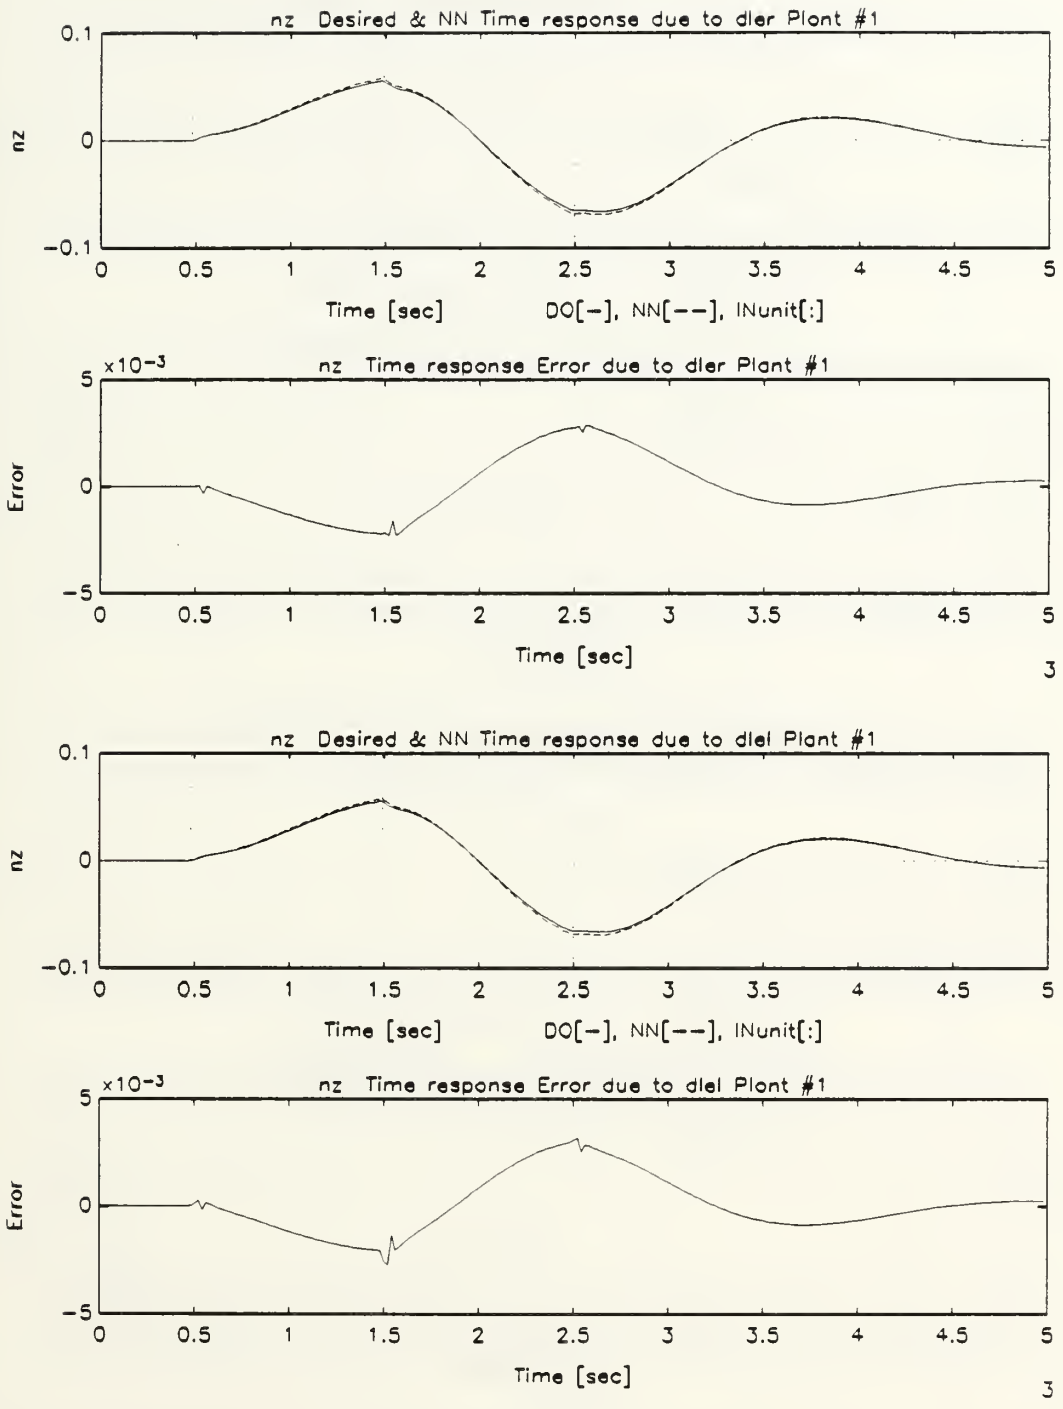 nz Desired & NN Time response due to dler Plant #1
0.1
0
-0.1
nz
0 0.5 1 1.5 2 2.5 3 3.5 4 4.5 5
Time [sec] DO[-], NN[--], INunit[:]
×10-3
nz Time response Error due to dler Plant #1
5
0
-5
Error
0 0.5 1 1.5 2 2.5 3 3.5 4 4.5 5
Time [sec]
3
nz Desired & NN Time response due to dlel Plant #1
0.1
0
-0.1
nz
0 0.5 1 1.5 2 2.5 3 3.5 4 4.5 5
Time [sec] DO[-], NN[--], INunit[:]
×10-3
nz Time response Error due to dlel Plant #1
5
0
-5
Error
0 0.5 1 1.5 2 2.5 3 3.5 4 4.5 5
Time [sec]
3